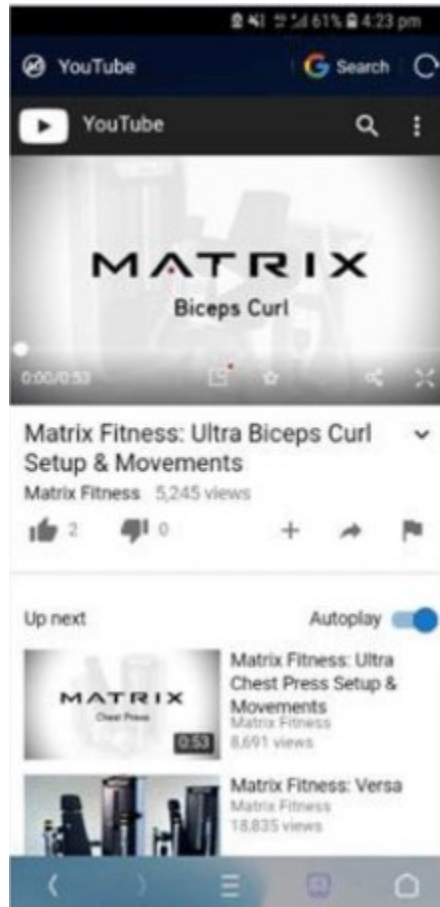 61% 4:23 pm
YouTube
G Search
YouTube
MATRIX
Biceps Curl
0:00/0:53
Matrix Fitness: Ultra Biceps Curl
Setup & Movements
Matrix Fitness 5,245 views
2 0
Up next Autoplay
MATRIX
Chest Press
0:53
Matrix Fitness: Ultra
Chest Press Setup &
Movements
Matrix Fitness
8,691 views
Matrix Fitness: Versa
Matrix Fitness
18,835 views